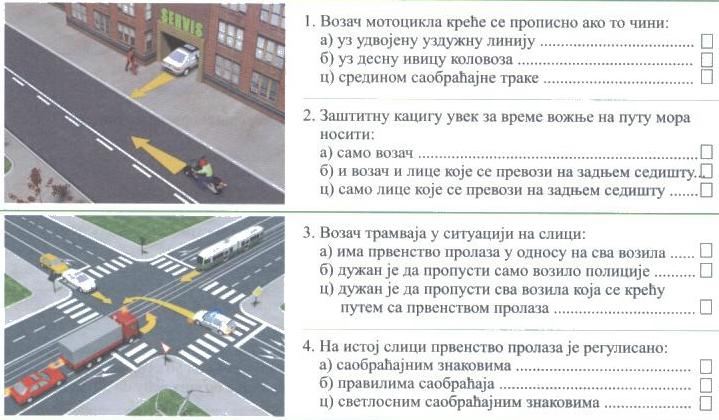 SERVIS
1. Возач мотоцикла креће се прописно ако то чини:
а) уз удвојену уздужну линију
б) уз десну ивицу коловоза
ц) средином саобраћајне траке
2. Заштитну кацигу увек за време вожње на путу мора
носити:
а) само возач
б) и возач и лице које се превози на задњем седишту..
ц) само лице које се превози на задњем седишту
3. Возач трамваја у ситуацији на слици:
а) има првенство пролаза у односу на сва возила
б) дужан је да пропусти само возило полиције
ц) дужан је да пропусти сва возила која се крећу
путем са првенством пролаза
4. На истој слици првенство пролаза је регулисано:
а) саобраћајним знаковима
б) правилима саобраћаја
ц) светлосним саобраћајним знаковима